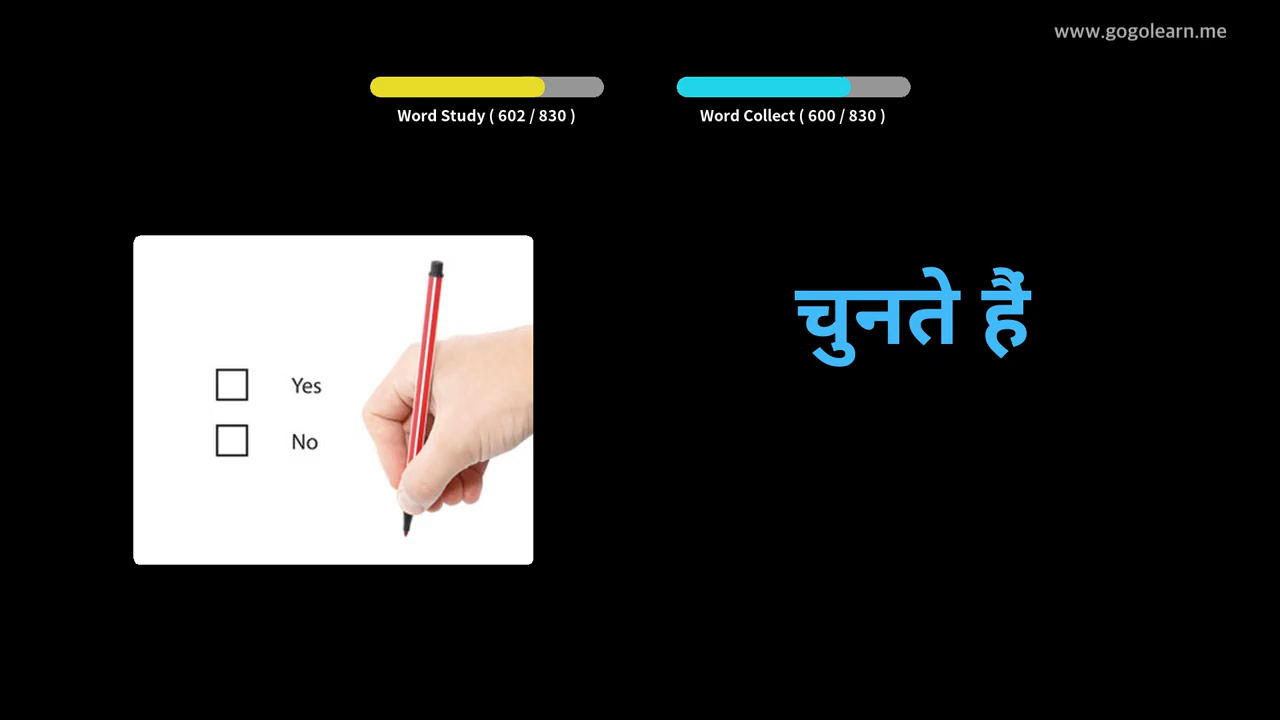 www.gogolearn.me
Word Study ( 602 / 830 )
Word Collect ( 600 / 830 )
चुनते हैं
Yes
No